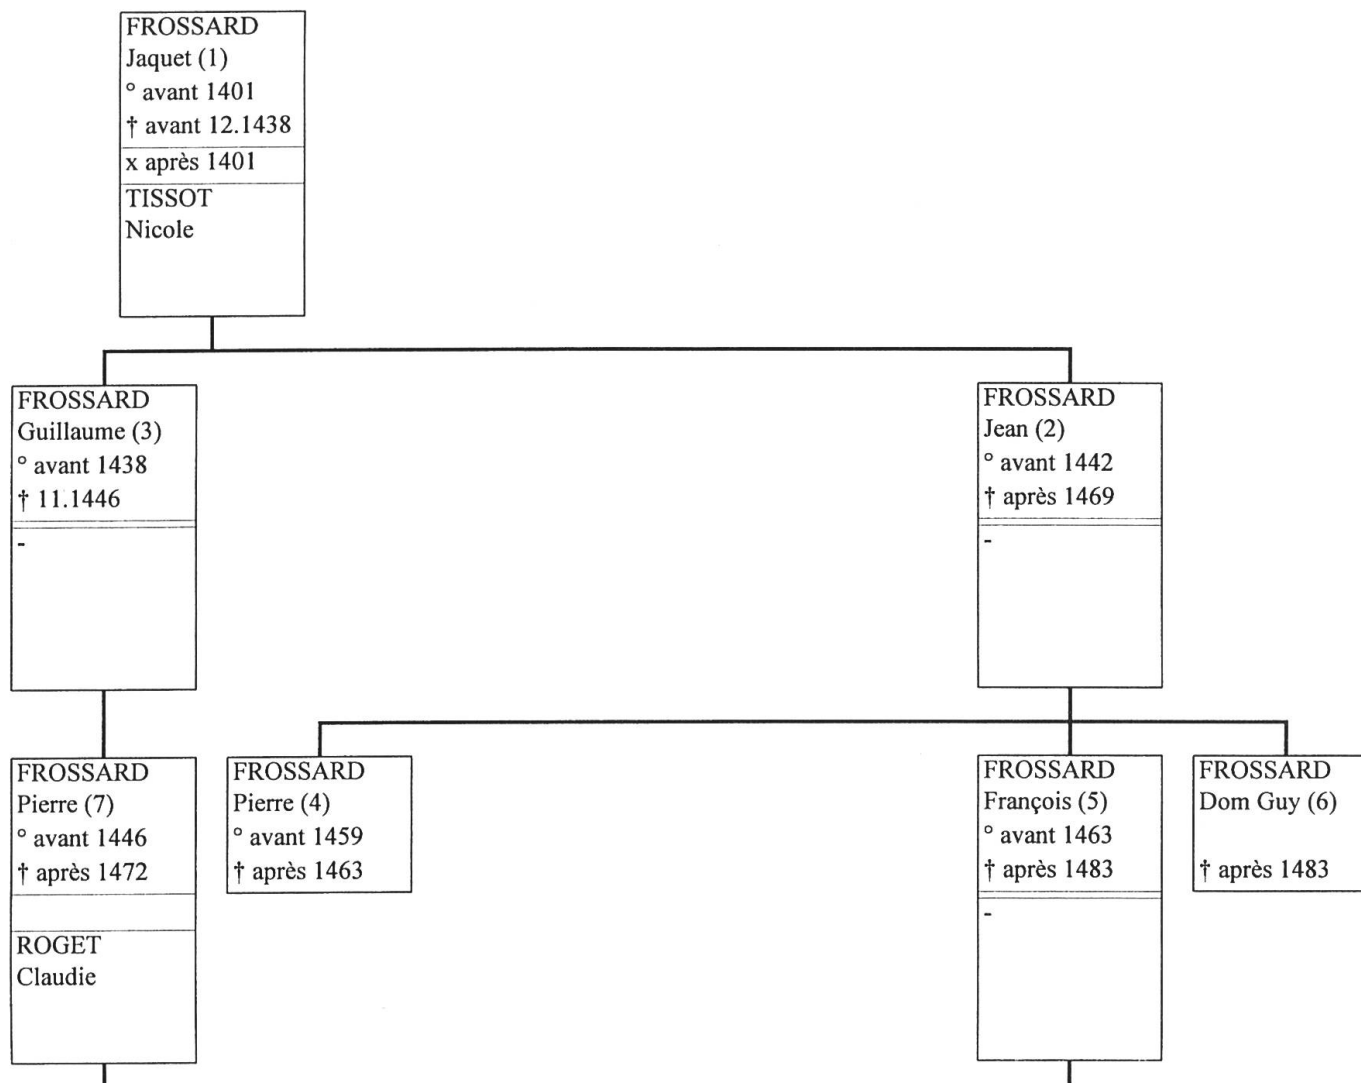 FROSSARD
Jaquet (1)
° avant 1401
† avant 12.1438
x après 1401
TISSOT
Nicole
FROSSARD
Guillaume (3)
° avant 1438
† 11.1446
-
FROSSARD
Jean (2)
° avant 1442
† après 1469
-
FROSSARD
Pierre (7)
° avant 1446
† après 1472
ROGET
Claudie
FROSSARD
Pierre (4)
° avant 1459
† après 1463
FROSSARD
François (5)
° avant 1463
† après 1483
-
FROSSARD
Dom Guy (6)
† après 1483